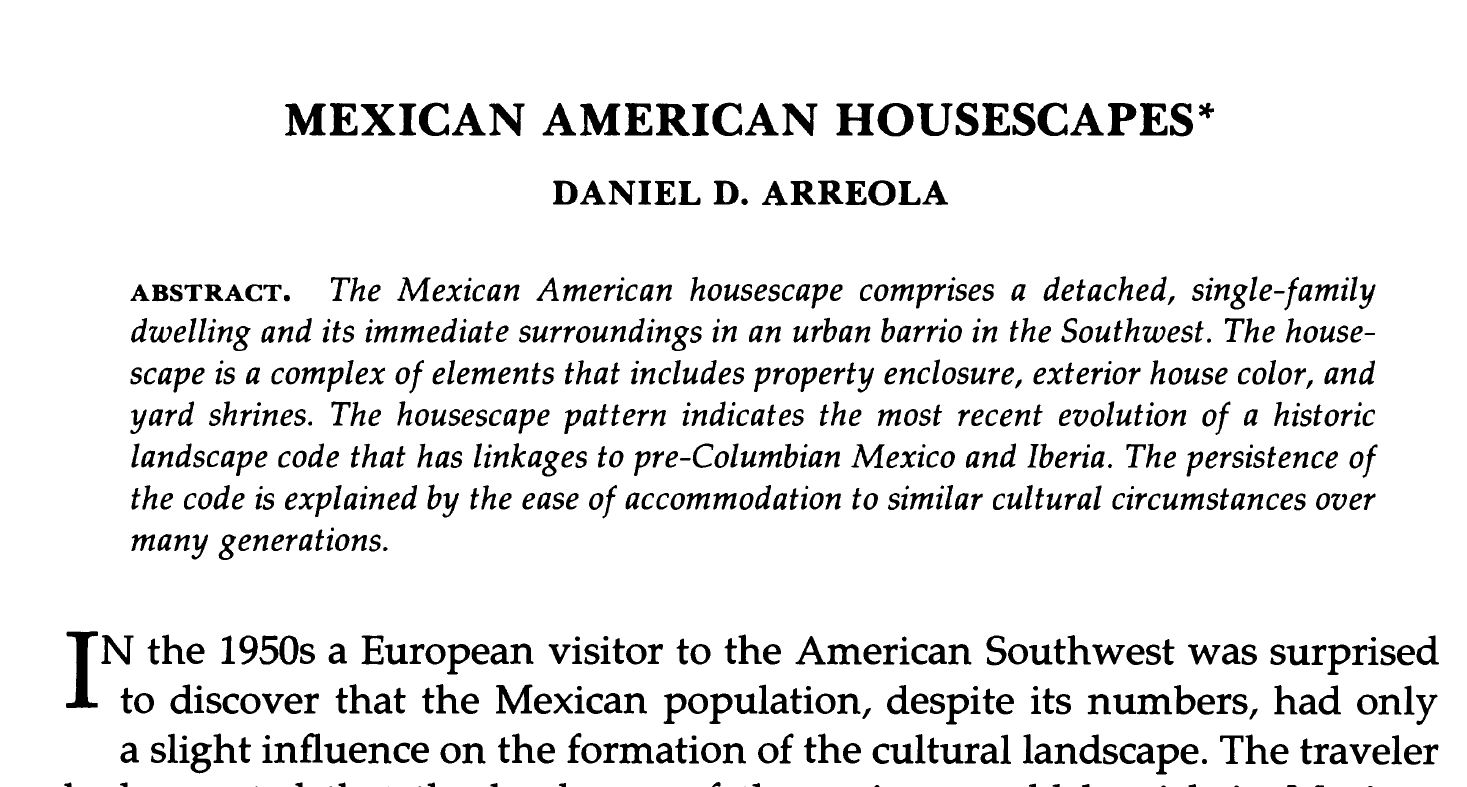 MEXICAN AMERICAN HOUSESCAPES*
DANIEL D. ARREOLA
ABSTRACT. The Mexican American housescape comprises a detached, single-family
dwelling and its immediate surroundings in an urban barrio in the Southwest. The house-
scape is a complex of elements that includes property enclosure, exterior house color, and
yard shrines. The housescape pattern indicates the most recent evolution of a historic
landscape code that has linkages to pre-Columbian Mexico and Iberia. The persistence of
the code is explained by the ease of accommodation to similar cultural circumstances over
many generations.
IN the 1950s a European visitor to the American Southwest was surprised
to discover that the Mexican population, despite its numbers, had only
a slight influence on the formation of the cultural landscape. The traveler